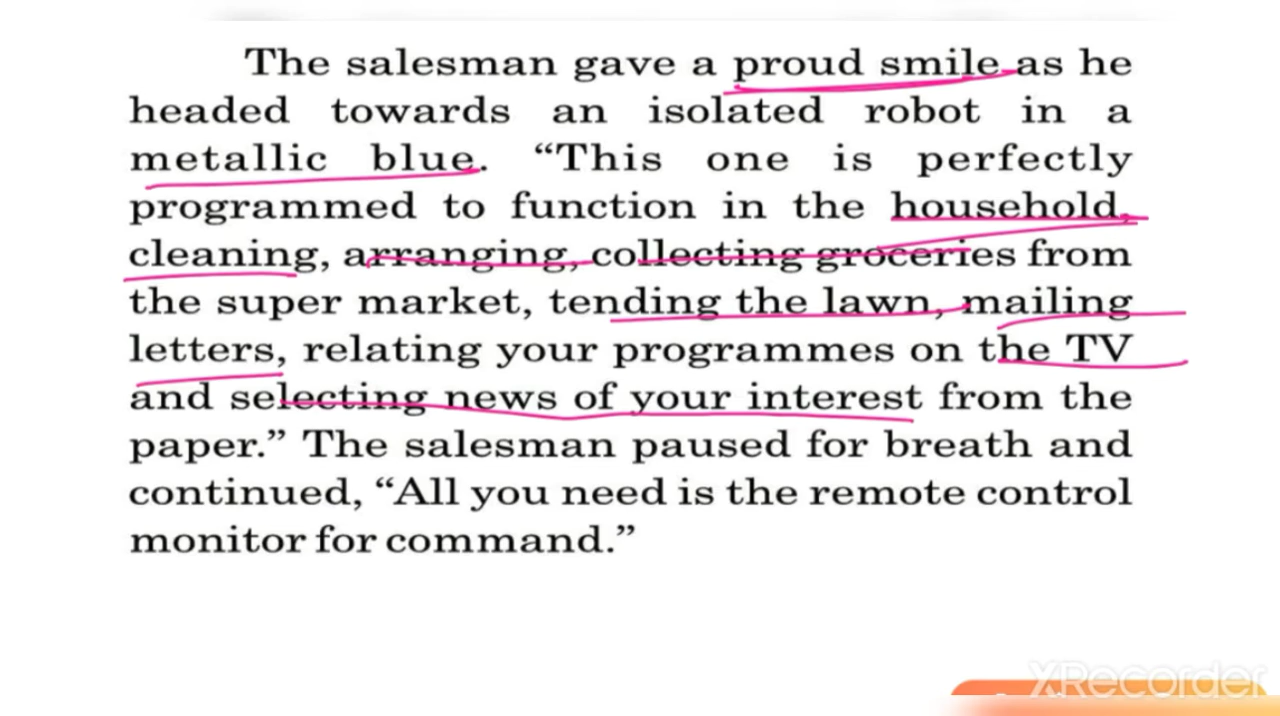 The salesman gave a proud smile as he
headed towards an isolated robot in a
metallic blue. “This one is perfectly
programmed to function in the household,
cleaning, arranging, collecting groceries from
the super market, tending the lawn, mailing
letters, relating your programmes on the TV
and selecting news of your interest from the
paper.” The salesman paused for breath and
continued, “All you need is the remote control
monitor for command.”
XRecorder